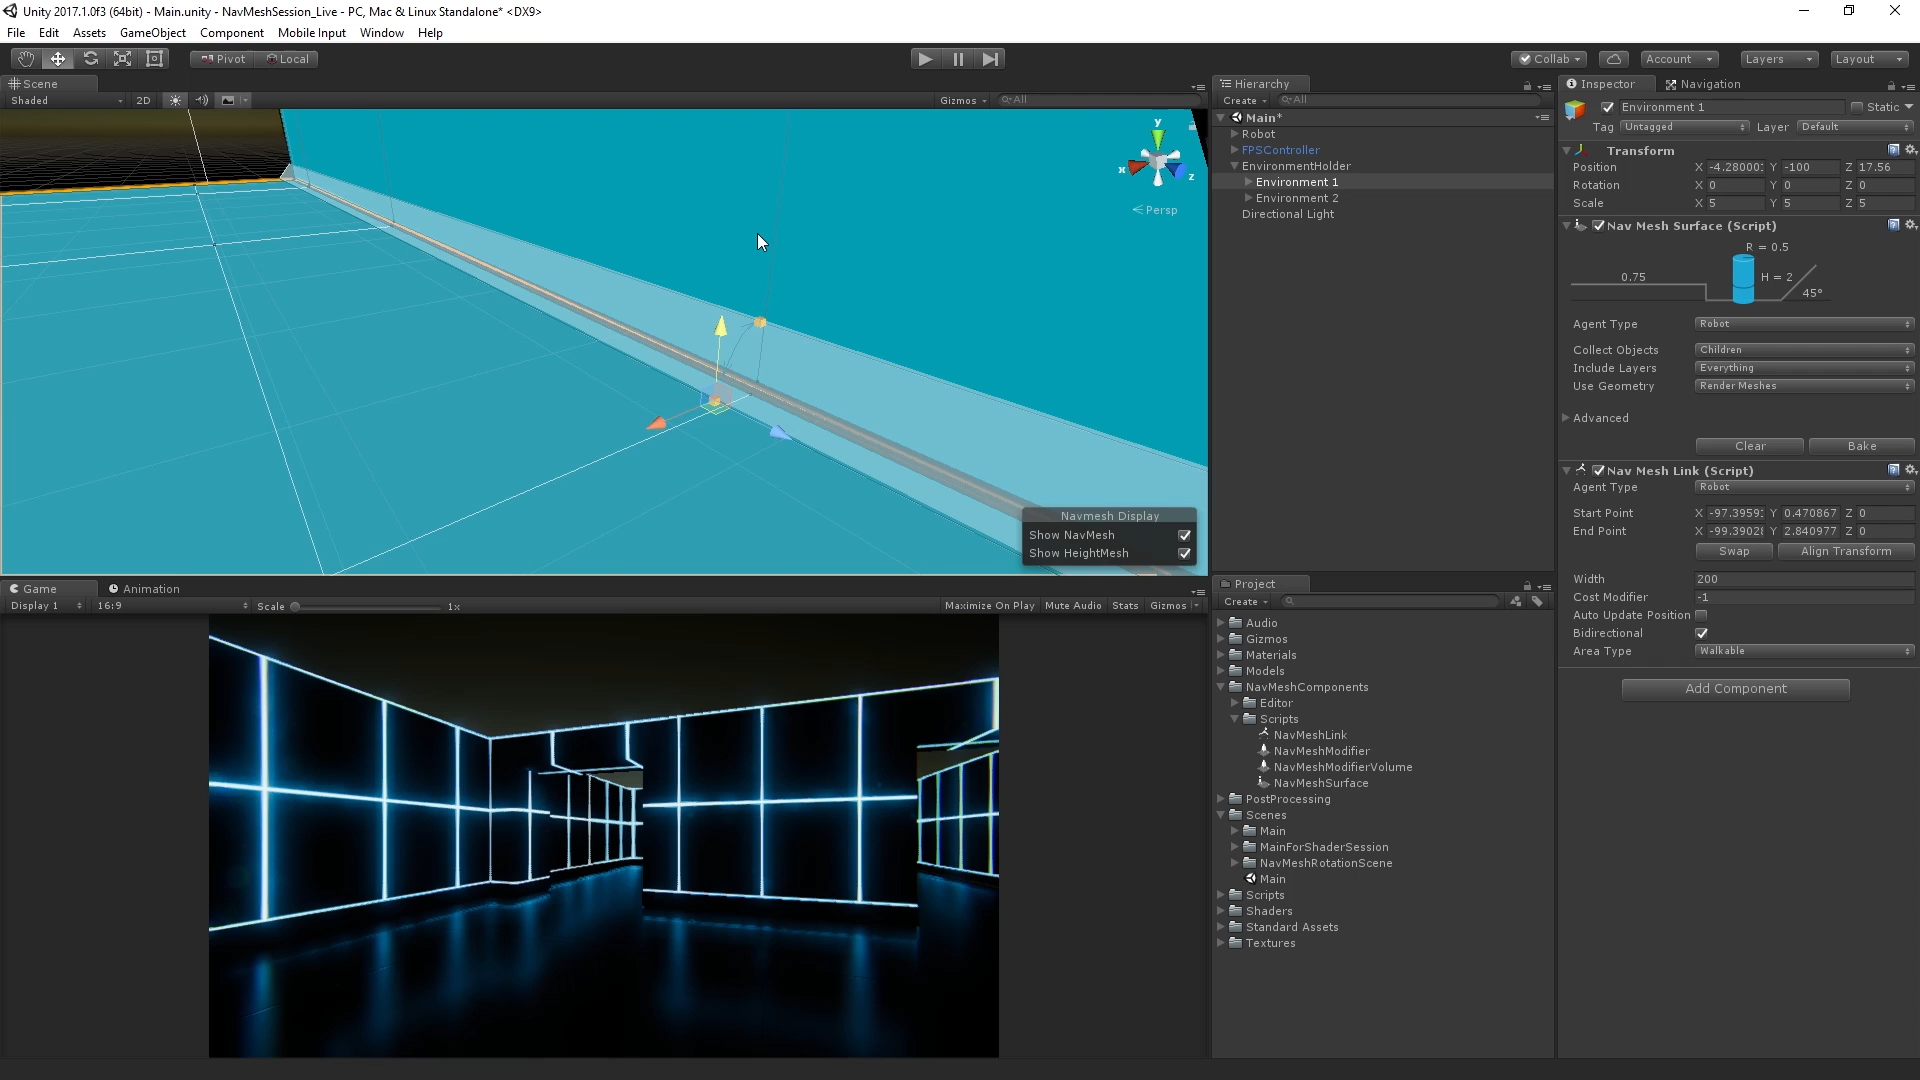 Unity 2017.1.0f3 (64bit) - Main.unity - NavMeshSession_Live - PC, Mac & Linux Standalone* <DX9>
File Edit Assets GameObject Component Mobile Input Window Help
Pivot Local
Collab Account Layers Layout
Scene
Shaded 2D Gizmos All
y
x
z
Persp
Navmesh Display
Show NavMesh
Show HeightMesh
Game Animation
Display 1 16:9 Scale 1x Maximize On Play Mute Audio Stats Gizmos
Hierarchy
Create All
Main*
Robot
FPSController
EnvironmentHolder
Environment 1
Environment 2
Directional Light
Project
Create
Audio
Gizmos
Materials
Models
NavMeshComponents
Editor
Scripts
NavMeshLink
NavMeshModifier
NavMeshModifierVolume
NavMeshSurface
PostProcessing
Scenes
Main
MainForShaderSession
NavMeshRotationScene
Main
Scripts
Shaders
Standard Assets
Textures
Inspector Navigation
Environment 1 Static
Tag Untagged Layer Default
Transform
Position X -4.28000 Y -100 Z 17.56
Rotation X 0 Y 0 Z 0
Scale X 5 Y 5 Z 5
Nav Mesh Surface (Script)
R = 0.5
0.75 H = 2
45°
Agent Type Robot
Collect Objects Children
Include Layers Everything
Use Geometry Render Meshes
Advanced
Clear Bake
Nav Mesh Link (Script)
Agent Type Robot
Start Point X -97.3959 Y 0.470867 Z 0
End Point X -99.3902 Y 2.840977 Z 0
Swap Align Transform
Width 200
Cost Modifier -1
Auto Update Position
Bidirectional
Area Type Walkable
Add Component